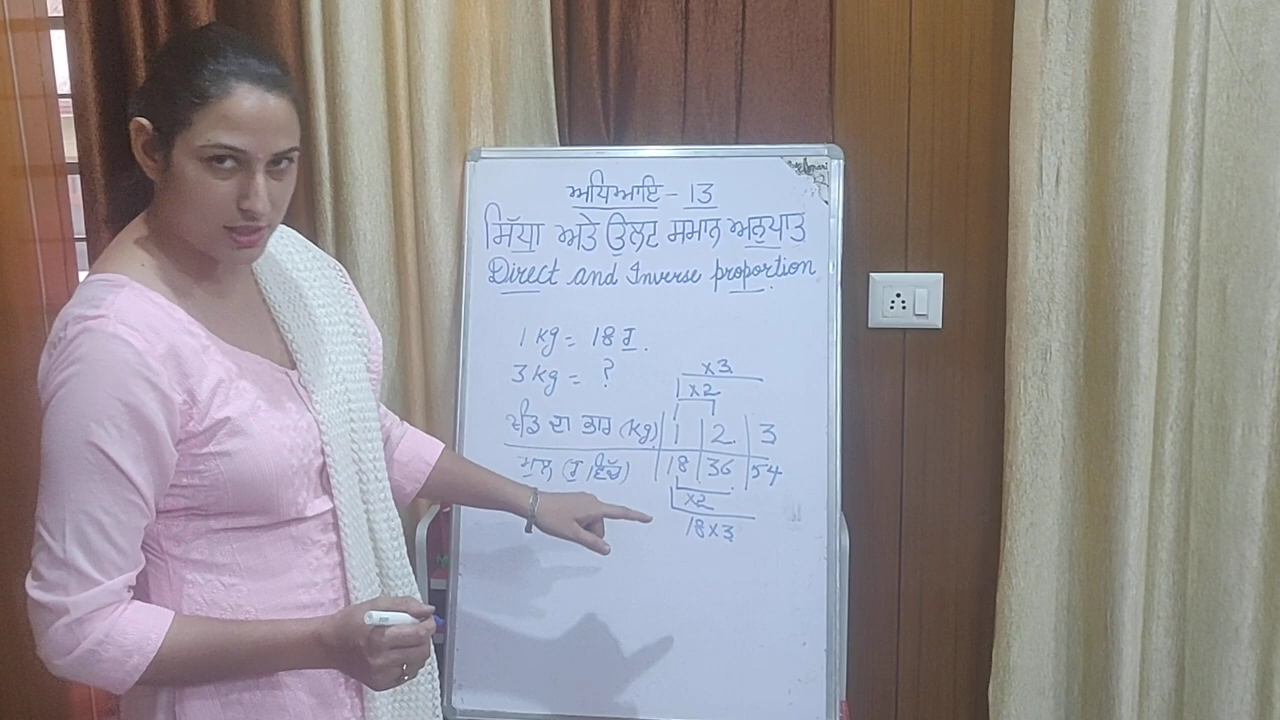 ਅਧਿਆਇ - 13
ਸਿੱਧਾ ਅਤੇ ਉਲਟ ਸਮਾਨ ਅਨੁਪਾਤ
Direct and Inverse proportion
1 kg = 18 ਰੁ.
3 kg = ?
×3
×2
ਖੰਡ ਦਾ ਭਾਰ (kg) 1 2 3
ਮੁਲ (ਰੁ ਵਿੱਚ) 18 36 54
×2
18×3